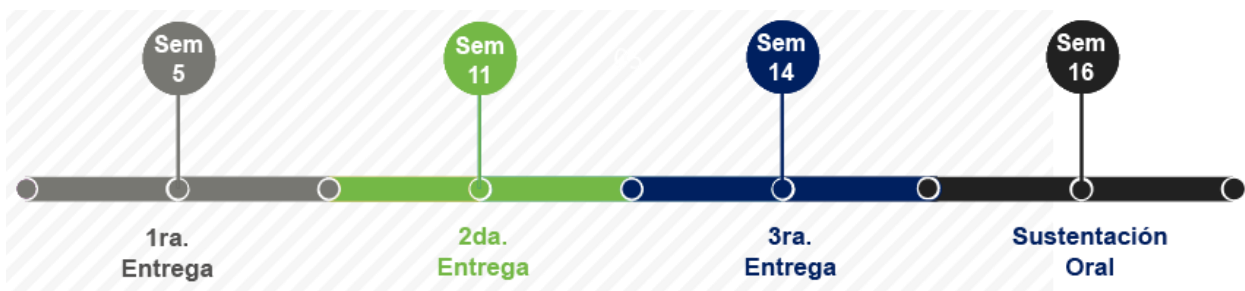 Sem
5
Sem
11
Sem
14
Sem
16
1ra.
Entrega
2da.
Entrega
3ra.
Entrega
Sustentación
Oral